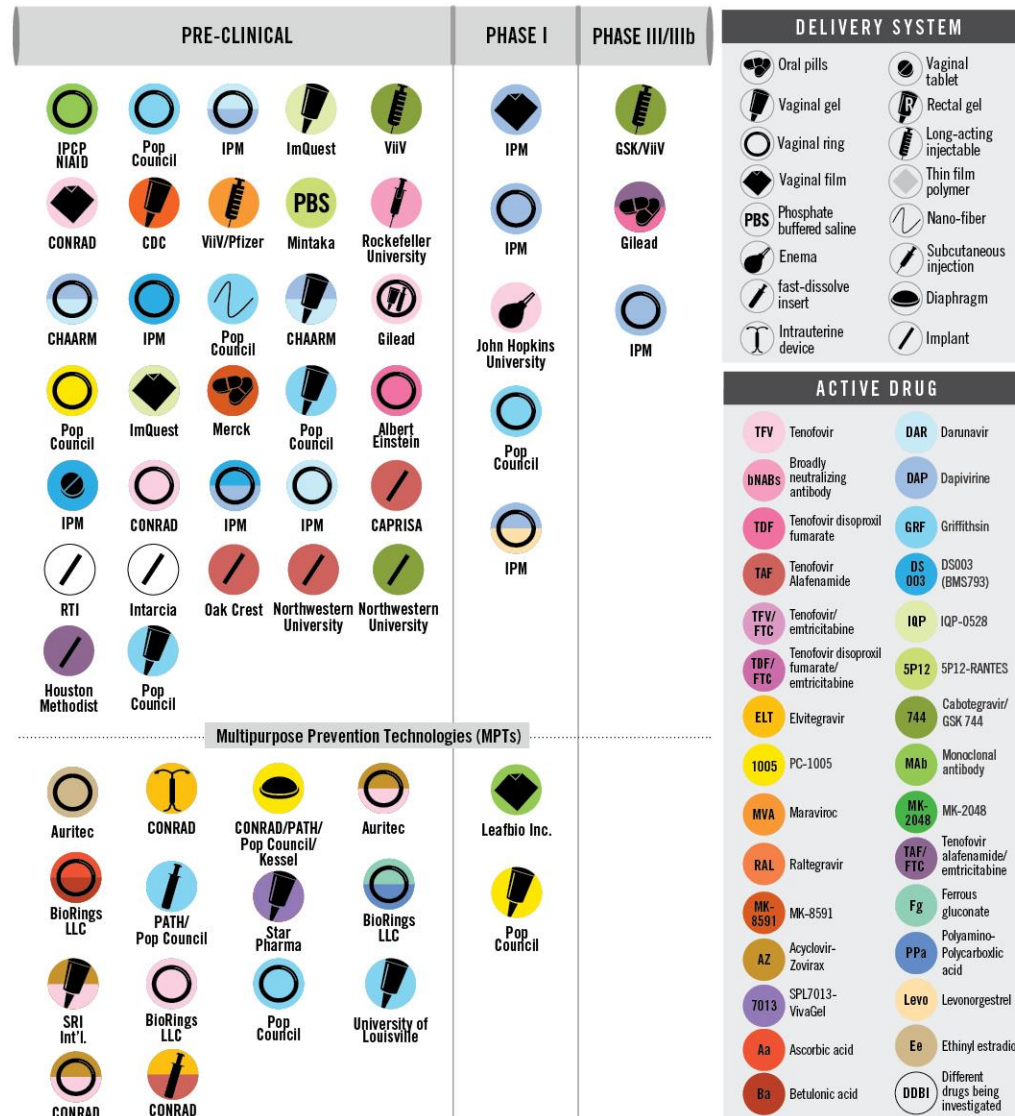 PRE-CLINICAL
PHASE I
PHASE III/IIIb
IPCP
NIAID
Pop
Council
IPM
ImQuest
ViiV
IPM
GSK/ViiV
CONRAD
CDC
ViiV/Pfizer
PBS
Mintaka
Rockefeller
University
IPM
Gilead
CHAARM
IPM
Pop
Council
CHAARM
Gilead
John Hopkins
University
IPM
Pop
Council
ImQuest
Merck
Pop
Council
Albert
Einstein
Pop
Council
IPM
CONRAD
IPM
IPM
CAPRISA
IPM
RTI
Intarcia
Oak Crest
Northwestern
University
Northwestern
University
Houston
Methodist
Pop
Council
Multipurpose Prevention Technologies (MPTs)
Auritec
CONRAD
CONRAD/PATH/
Pop Council/
Kessel
Auritec
Leafbio Inc.
BioRings
LLC
PATH/
Pop Council
Star
Pharma
BioRings
LLC
Pop
Council
SRI
Int'l.
BioRings
LLC
Pop
Council
University of
Louisville
CONRAD
CONRAD
DELIVERY SYSTEM
Oral pills
Vaginal gel
Vaginal ring
Vaginal film
PBS Phosphate
buffered saline
Enema
fast-dissolve
insert
Intrauterine
device
Vaginal
tablet
R Rectal gel
Long-acting
injectable
Thin film
polymer
Nano-fiber
Subcutaneous
injection
Diaphragm
Implant
ACTIVE DRUG
TFV Tenofovir
bNABs Broadly
neutralizing
antibody
TDF Tenofovir disoproxil
fumarate
TAF Tenofovir
Alafenamide
TFV/
FTC Tenofovir/
emtricitabine
TDF/
FTC Tenofovir disoproxil
fumarate/
emtricitabine
ELT Elvitegravir
1005 PC-1005
MVA Maraviroc
RAL Raltegravir
MK-
8591 MK-8591
AZ Acyclovir-
Zovirax
7013 SPL7013-
VivaGel
Aa Ascorbic acid
Ba Betulonic acid
DAR Darunavir
DAP Dapivirine
GRF Griffithsin
DS
003 DS003
(BMS793)
IQP IQP-0528
5P12 5P12-RANTES
744 Cabotegravir/
GSK 744
MAb Monoclonal
antibody
MK-
2048 MK-2048
TAF/
FTC Tenofovir
alafenamide/
emtricitabine
Fg Ferrous
gluconate
PPa Polyamino-
Polycarboxlic
acid
Levo Levonorgestrel
Ee Ethinyl estradio
DDBI Different
drugs being
investigated